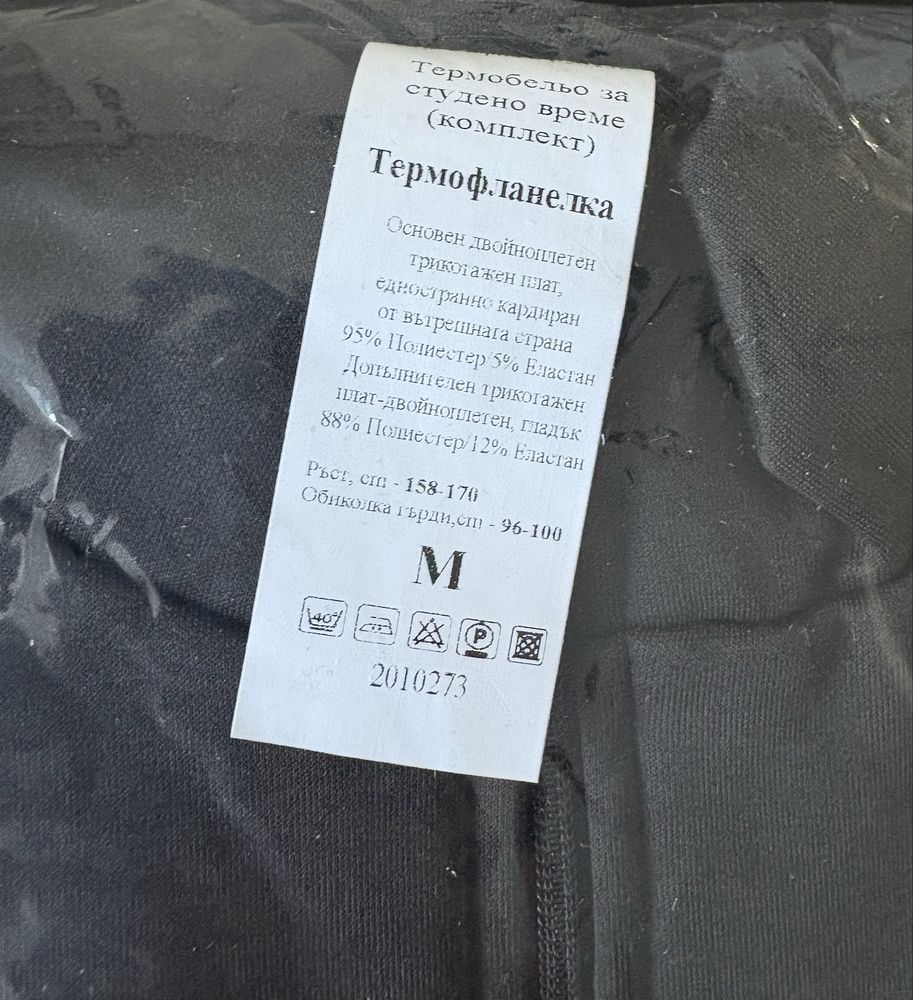 Термобельо за
студено време
(комплект)
Термофланелка
Основен двойноплетен
трикотажен плат,
едностранно кардиран
от вътрешната страна
95% Полиестер/5% Еластан
Допълнителен трикотажен
плат-двойноплетен, гладък
88% Полиестер/12% Еластан
Ръст, cm - 158-170
Обиколка гърди,cm - 96-100
M
40° P
2010273